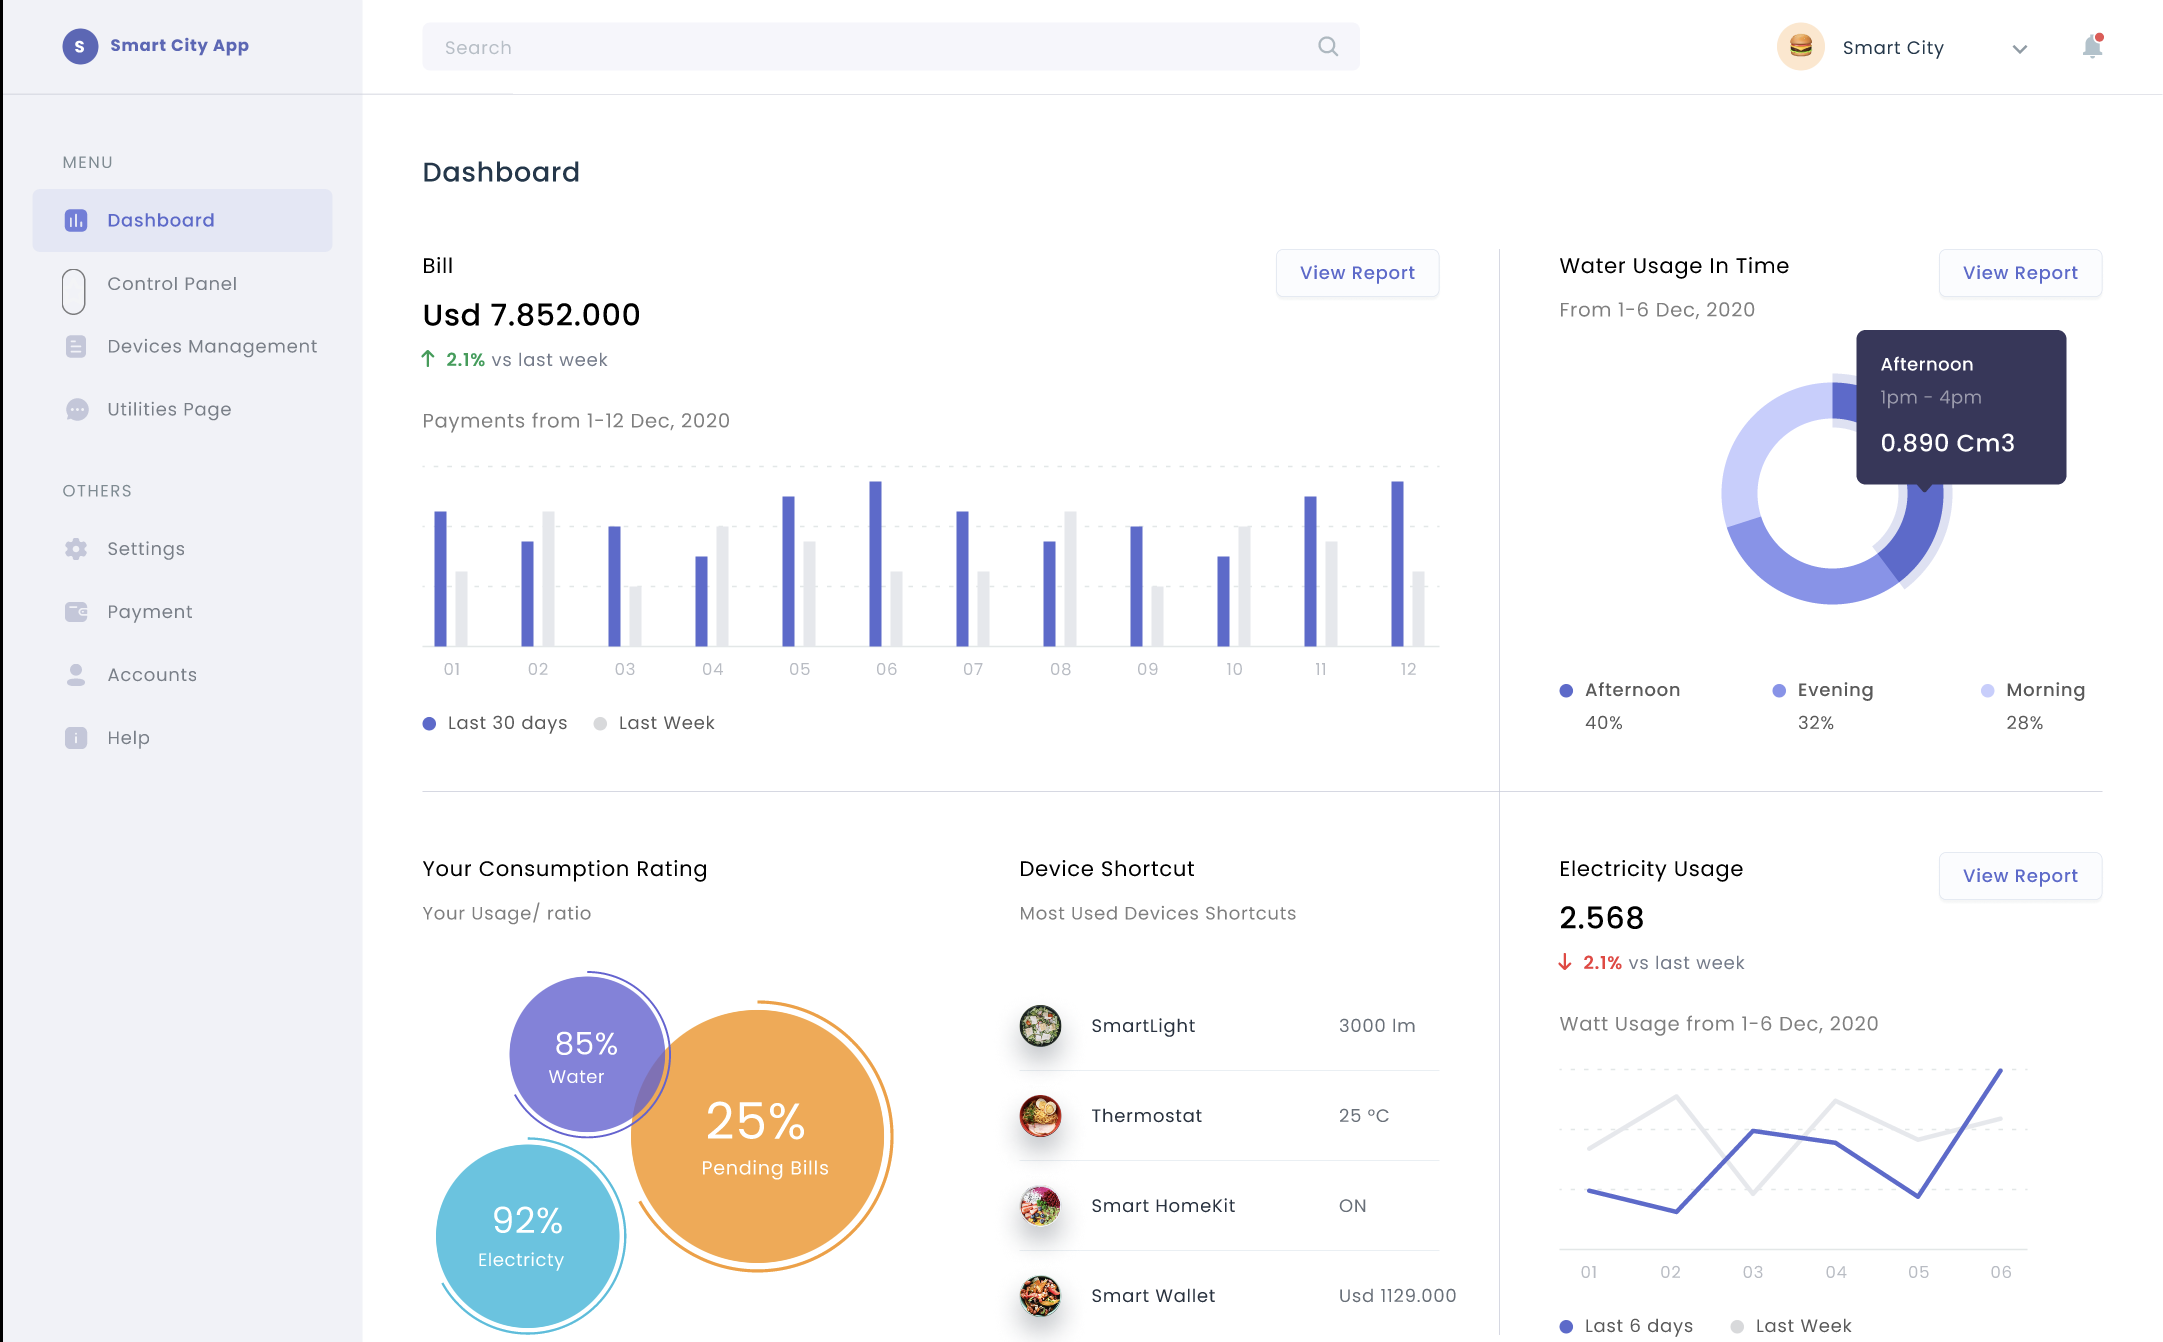 S Smart City App
Search
Smart City
MENU
Dashboard
Control Panel
Devices Management
Utilities Page
OTHERS
Settings
Payment
Accounts
Help
Dashboard
Bill
View Report
Usd 7.852.000
2.1% vs last week
Payments from 1-12 Dec, 2020
01 02 03 04 05 06 07 08 09 10 11 12
Last 30 days Last Week
Water Usage In Time
View Report
From 1-6 Dec, 2020
Afternoon
1pm - 4pm
0.890 Cm3
Afternoon Evening Morning
40% 32% 28%
Your Consumption Rating
Your Usage/ ratio
85%
Water
25%
Pending Bills
92%
Electricty
Device Shortcut
Most Used Devices Shortcuts
SmartLight 3000 lm
Thermostat 25 °C
Smart HomeKit ON
Smart Wallet Usd 1129.000
Electricity Usage
View Report
2.568
2.1% vs last week
Watt Usage from 1-6 Dec, 2020
01 02 03 04 05 06
Last 6 days Last Week